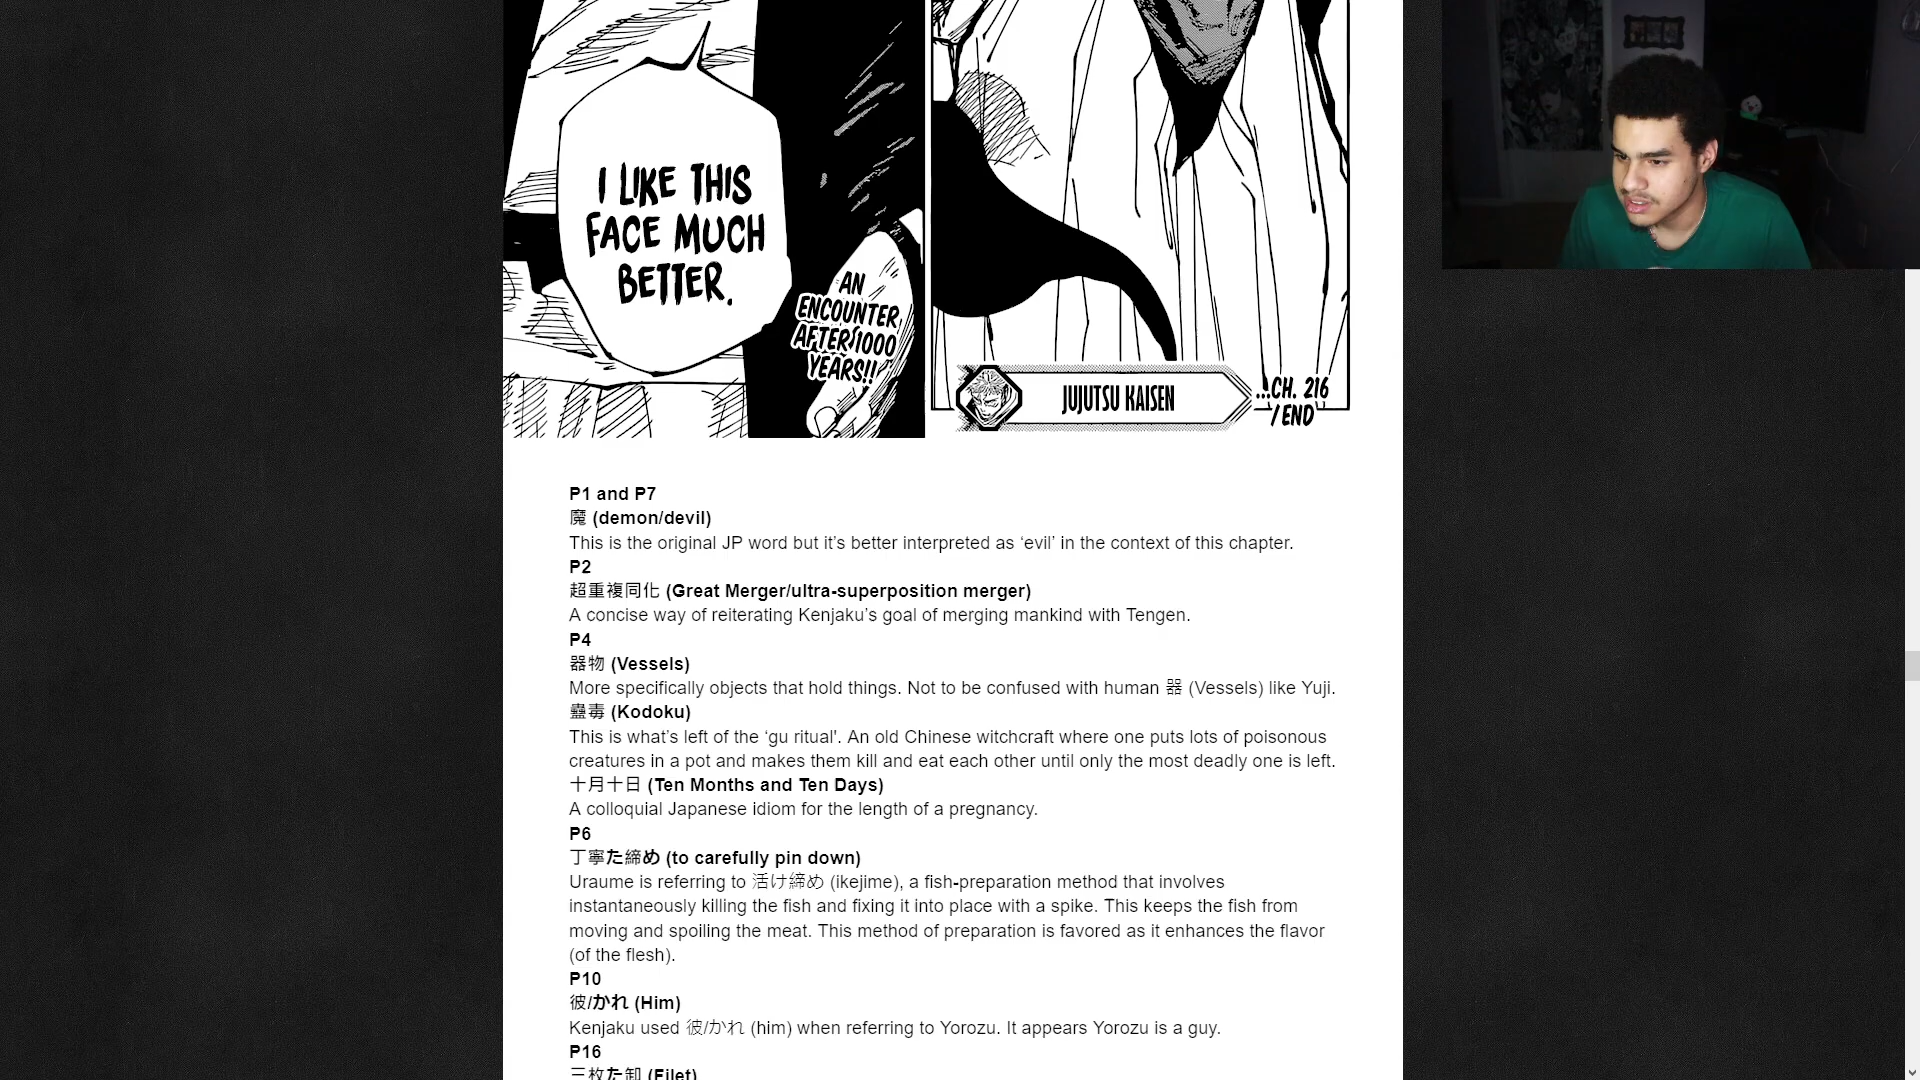 I LIKE THIS
FACE MUCH
BETTER.
AN
ENCOUNTER
AFTER 1000
YEARS!!
JUJUTSU KAISEN
...CH. 216
/END
P1 and P7
魔 (demon/devil)
This is the original JP word but it’s better interpreted as ‘evil’ in the context of this chapter.
P2
超重複同化 (Great Merger/ultra-superposition merger)
A concise way of reiterating Kenjaku’s goal of merging mankind with Tengen.
P4
器物 (Vessels)
More specifically objects that hold things. Not to be confused with human 器 (Vessels) like Yuji.
蠱毒 (Kodoku)
This is what’s left of the ‘gu ritual'. An old Chinese witchcraft where one puts lots of poisonous
creatures in a pot and makes them kill and eat each other until only the most deadly one is left.
十月十日 (Ten Months and Ten Days)
A colloquial Japanese idiom for the length of a pregnancy.
P6
丁寧た締め (to carefully pin down)
Uraume is referring to 活け締め (ikejime), a fish-preparation method that involves
instantaneously killing the fish and fixing it into place with a spike. This keeps the fish from
moving and spoiling the meat. This method of preparation is favored as it enhances the flavor
(of the flesh).
P10
彼/かれ (Him)
Kenjaku used 彼/かれ (him) when referring to Yorozu. It appears Yorozu is a guy.
P16
三枚た卸 (Filet)